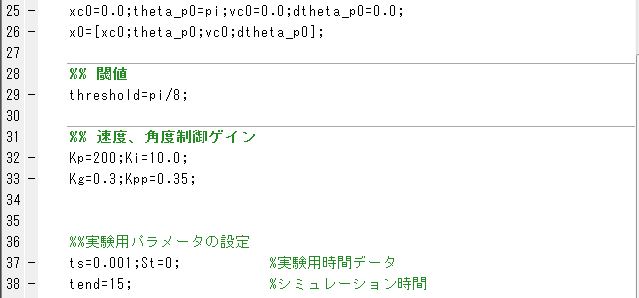 25 - xc0=0.0;theta_p0=pi;vc0=0.0;dtheta_p0=0.0;
26 - x0=[xc0;theta_p0;vc0;dtheta_p0];
27
28 %% 閾値
29 - threshold=pi/8;
30
31 %% 速度、角度制御ゲイン
32 - Kp=200;Ki=10.0;
33 - Kg=0.3;Kpp=0.35;
34
35
36 %%実験用パラメータの設定
37 - ts=0.001;St=0; %実験用時間データ
38 - tend=15; %シミュレーション時間